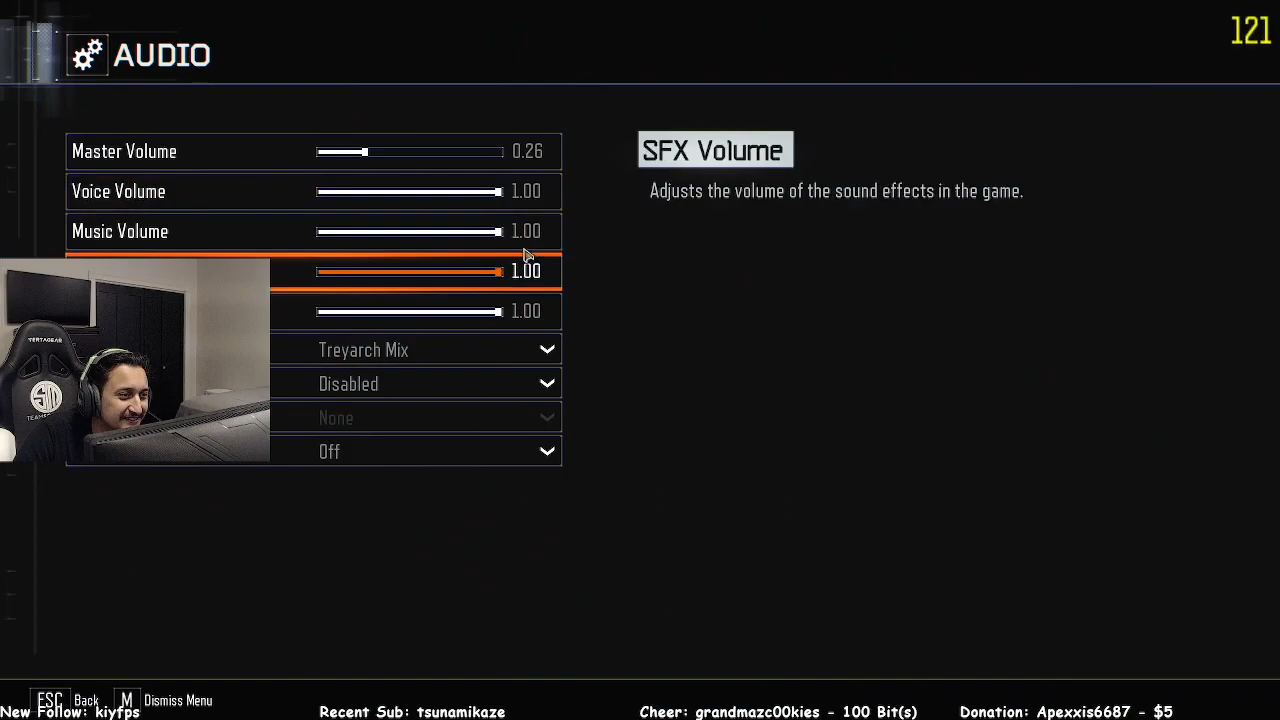 121
AUDIO
Master Volume 0.26
Voice Volume 1.00
Music Volume 1.00
1.00
1.00
Treyarch Mix
Disabled
None
Off
SFX Volume
Adjusts the volume of the sound effects in the game.
TERTAGEAR
ESC Back M Dismiss Menu
New Follow: kiyfps Recent Sub: tsunamikaze Cheer: grandmazc00kies - 100 Bit(s) Donation: Apexxis6687 - $5